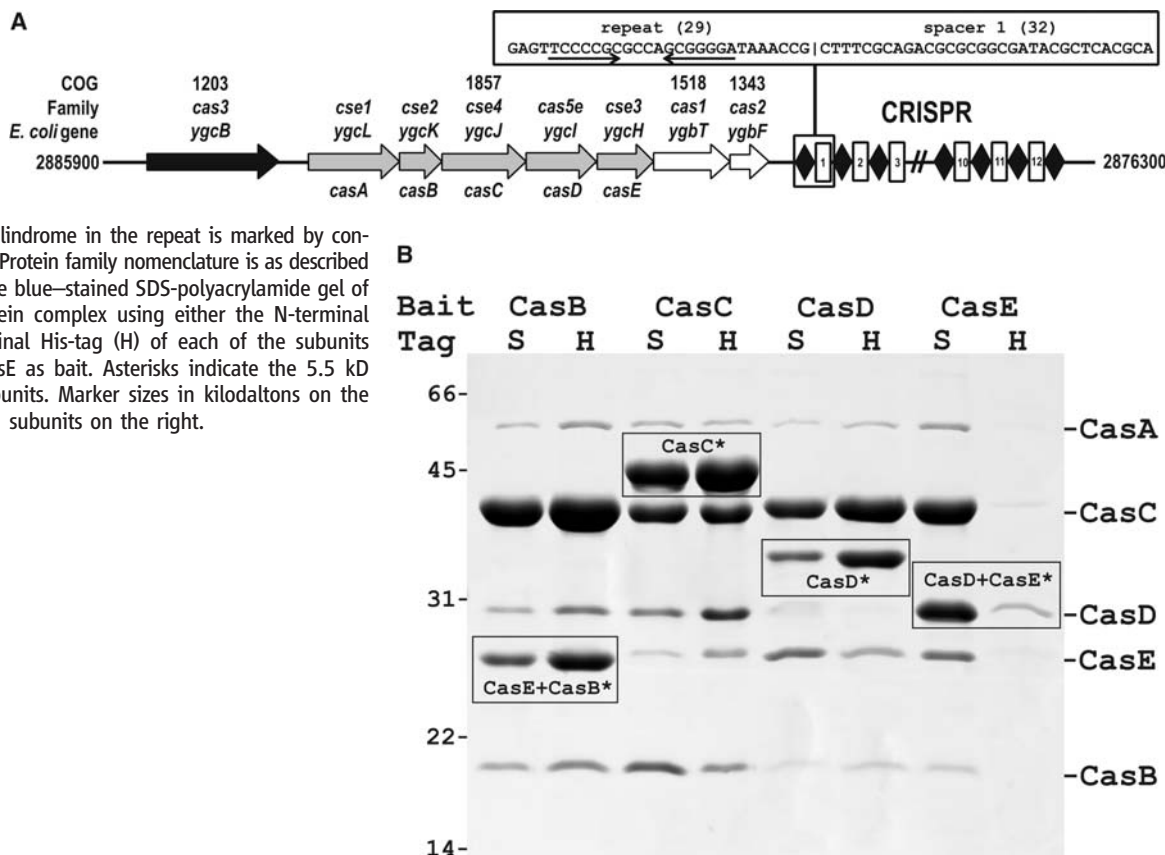 A
repeat (29) spacer 1 (32)
GAGTTCCCCGCGCCAGCGGGGATAAACCG|CTTTCGCAGACGCGCGGCGATACGCTCACGCA
COG 1203 1857 1518 1343
Family cas3 cse1 cse2 cse4 cas5e cse3 cas1 cas2 CRISPR
E. coli gene ygcB ygcL ygcK ygcJ ygcI ygcH ygbT ygbF
2885900 1 2 3 // 10 11 12 2876300
casA casB casC casD casE
lindrome in the repeat is marked by con-
Protein family nomenclature is as described
e blue–stained SDS-polyacrylamide gel of
ein complex using either the N-terminal
inal His-tag (H) of each of the subunits
sE as bait. Asterisks indicate the 5.5 kD
bunits. Marker sizes in kilodaltons on the
subunits on the right.
B
Bait CasB CasC CasD CasE
Tag S H S H S H S H
66-
-CasA
CasC*
45-
-CasC
CasD*
CasD+CasE*
31-
-CasD
-CasE
CasE+CasB*
22-
-CasB
14-